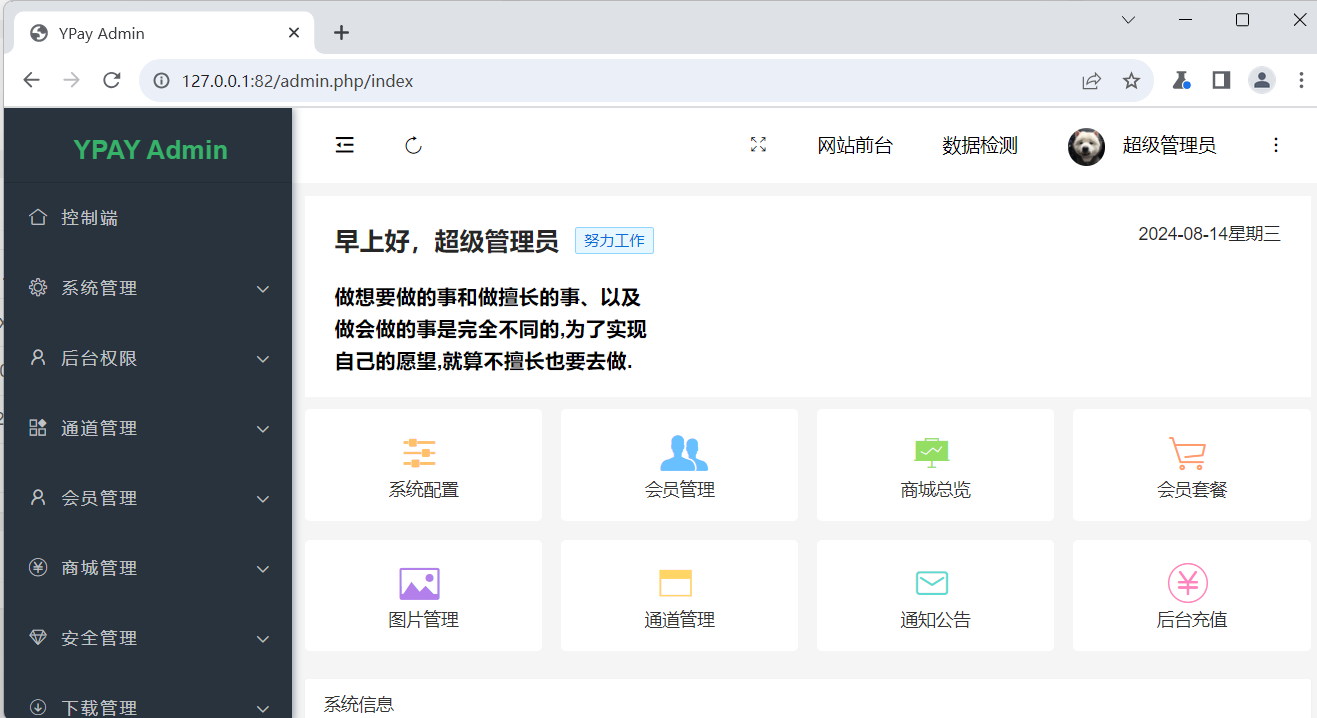 YPay Admin
127.0.0.1:82/admin.php/index
YPAY Admin
网站前台
数据检测
超级管理员
控制端
系统管理
后台权限
通道管理
会员管理
商城管理
安全管理
下载管理
早上好，超级管理员
努力工作
2024-08-14星期三
做想要做的事和做擅长的事、以及
做会做的事是完全不同的,为了实现
自己的愿望,就算不擅长也要去做.
系统配置
会员管理
商城总览
会员套餐
图片管理
通道管理
通知公告
后台充值
系统信息